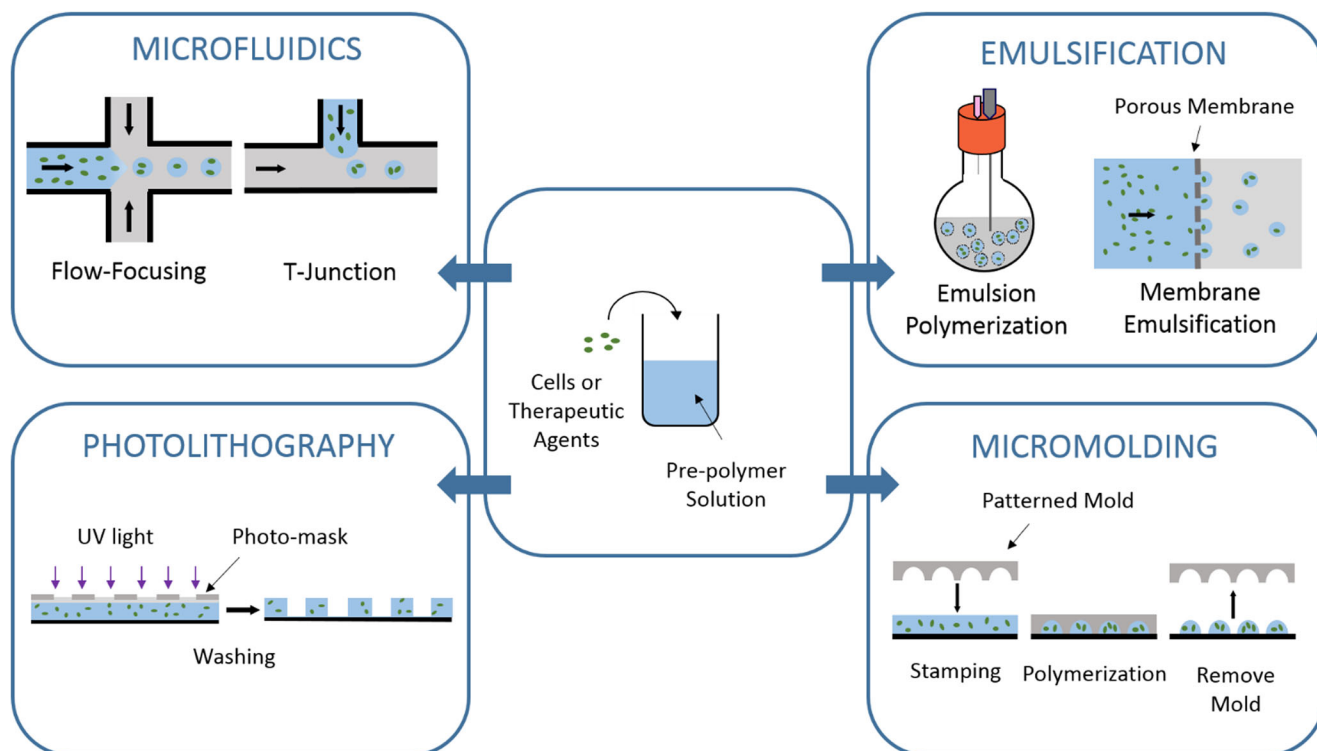 MICROFLUIDICS
Flow-Focusing
T-Junction
EMULSIFICATION
Porous Membrane
Emulsion
Polymerization
Membrane
Emulsification
Cells or
Therapeutic
Agents
Pre-polymer
Solution
PHOTOLITHOGRAPHY
UV light
Photo-mask
Washing
MICROMOLDING
Patterned Mold
Stamping
Polymerization
Remove
Mold